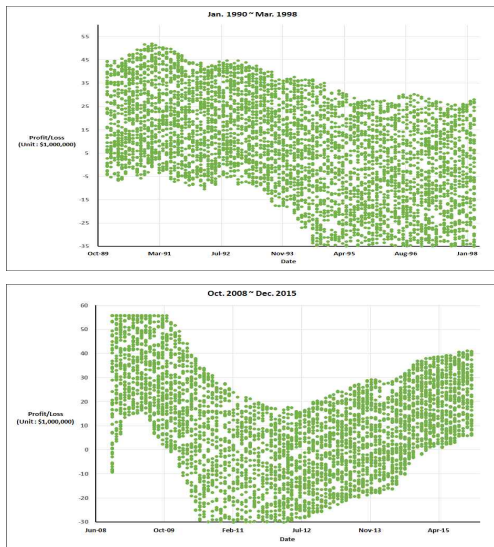 Jan. 1990 ~ Mar. 1998
55
45
35
25
15
5
-5
-15
-25
-35
Profit/Loss
(Unit : $1,000,000)
Oct-89 Mar-91 Jul-92 Nov-93 Apr-95 Aug-96 Jan-98
Date
Oct. 2008 ~ Dec. 2015
60
50
40
30
20
10
0
-10
-20
-30
Profit/Loss
(Unit : $1,000,000)
Jun-08 Oct-09 Feb-11 Jul-12 Nov-13 Apr-15
Date